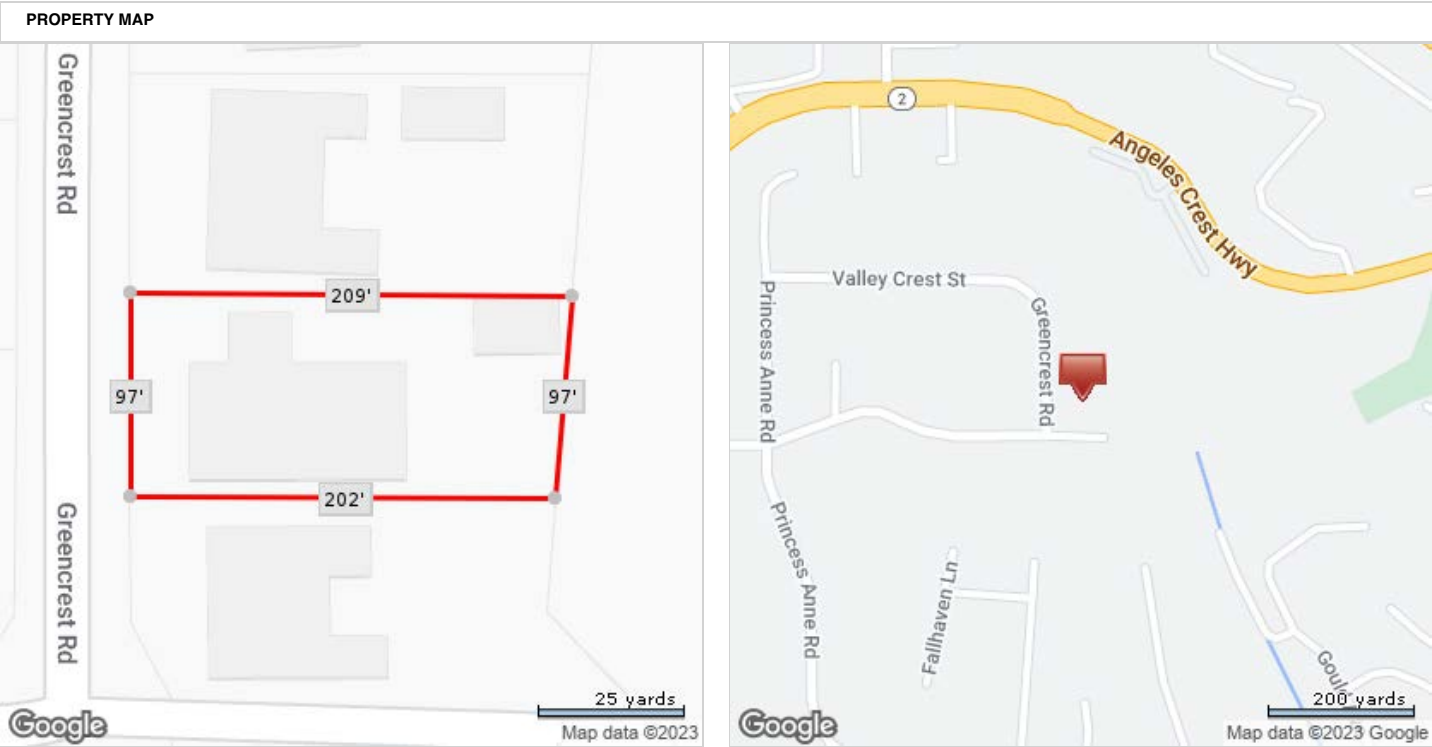 PROPERTY MAP
Greencrest Rd
209'
97'
97'
202'
Greencrest Rd
25 yards
Google
Map data ©2023
2
Angeles Crest Hwy
Valley Crest St
Princess Anne Rd
Greencrest Rd
Princess Anne Rd
Fallhaven Ln
Goul
200 yards
Google
Map data ©2023 Google